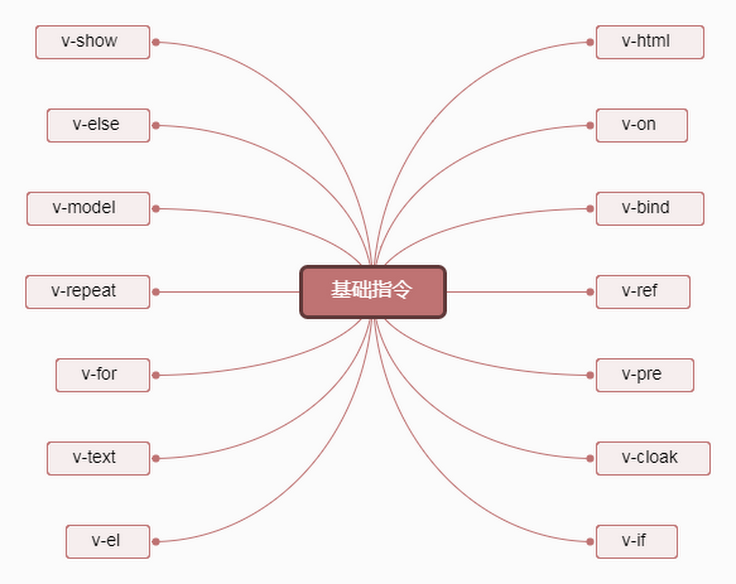 v-show
v-html
v-else
v-on
v-model
v-bind
v-repeat
基础指令
v-ref
v-for
v-pre
v-text
v-cloak
v-el
v-if